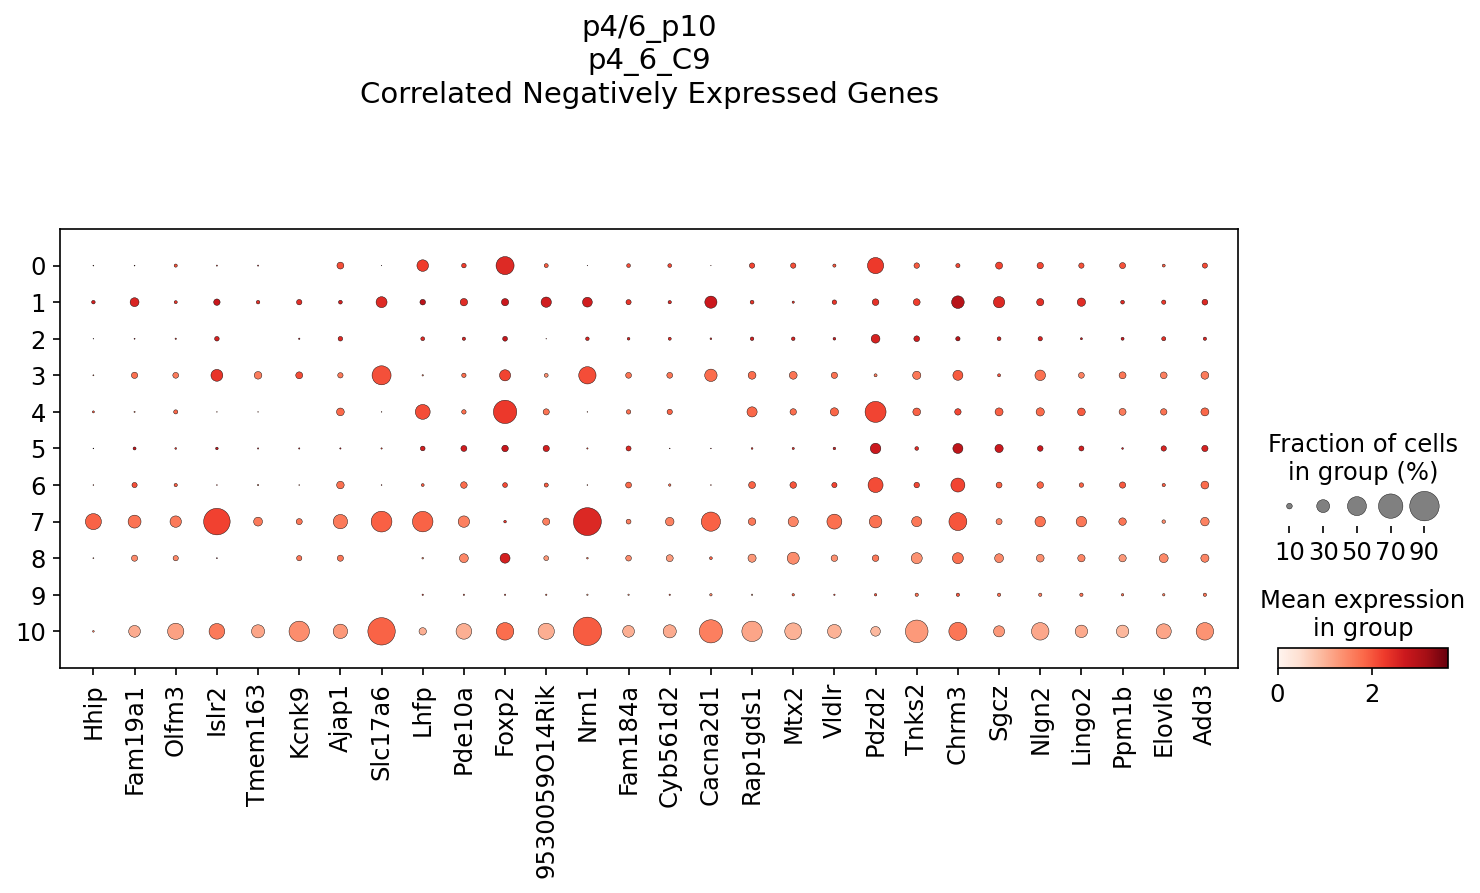 p4/6_p10
p4_6_C9
Correlated Negatively Expressed Genes
0
1
2
3
4
5
6
7
8
9
10
Hhip
Fam19a1
Olfm3
Islr2
Tmem163
Kcnk9
Ajap1
Slc17a6
Lhfp
Pde10a
Foxp2
9530059O14Rik
Nrn1
Fam184a
Cyb561d2
Cacna2d1
Rap1gds1
Mtx2
Vldlr
Pdzd2
Tnks2
Chrm3
Sgcz
Nlgn2
Lingo2
Ppm1b
Elovl6
Add3
Fraction of cells
in group (%)
10 30 50 70 90
Mean expression
in group
0 2